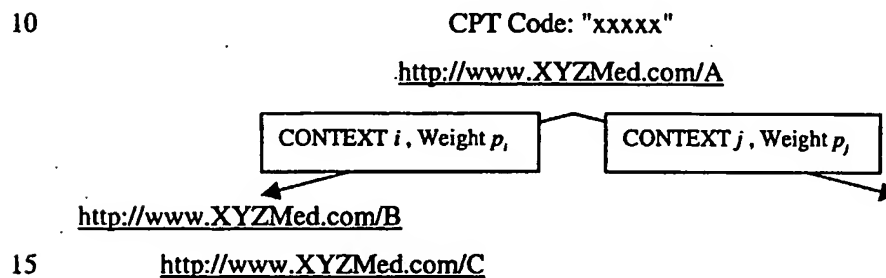 10 CPT Code: "xxxxx"
http://www.XYZMed.com/A
CONTEXT i, Weight pᵢ CONTEXT j, Weight pⱼ
http://www.XYZMed.com/B
15 http://www.XYZMed.com/C